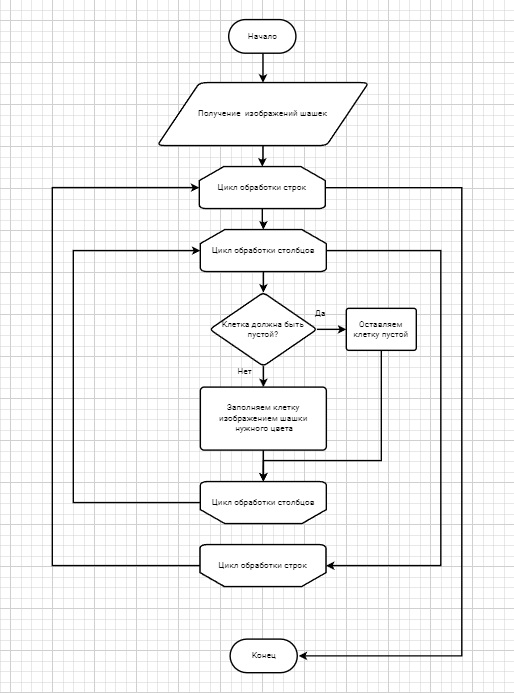 Начало
Получение изображений шашек
Цикл обработки строк
Цикл обработки столбцов
Клетка должна быть
пустой?
Да
Оставляем
клетку пустой
Нет
Заполняем клетку
изображением шашки
нужного цвета
Цикл обработки столбцов
Цикл обработки строк
Конец